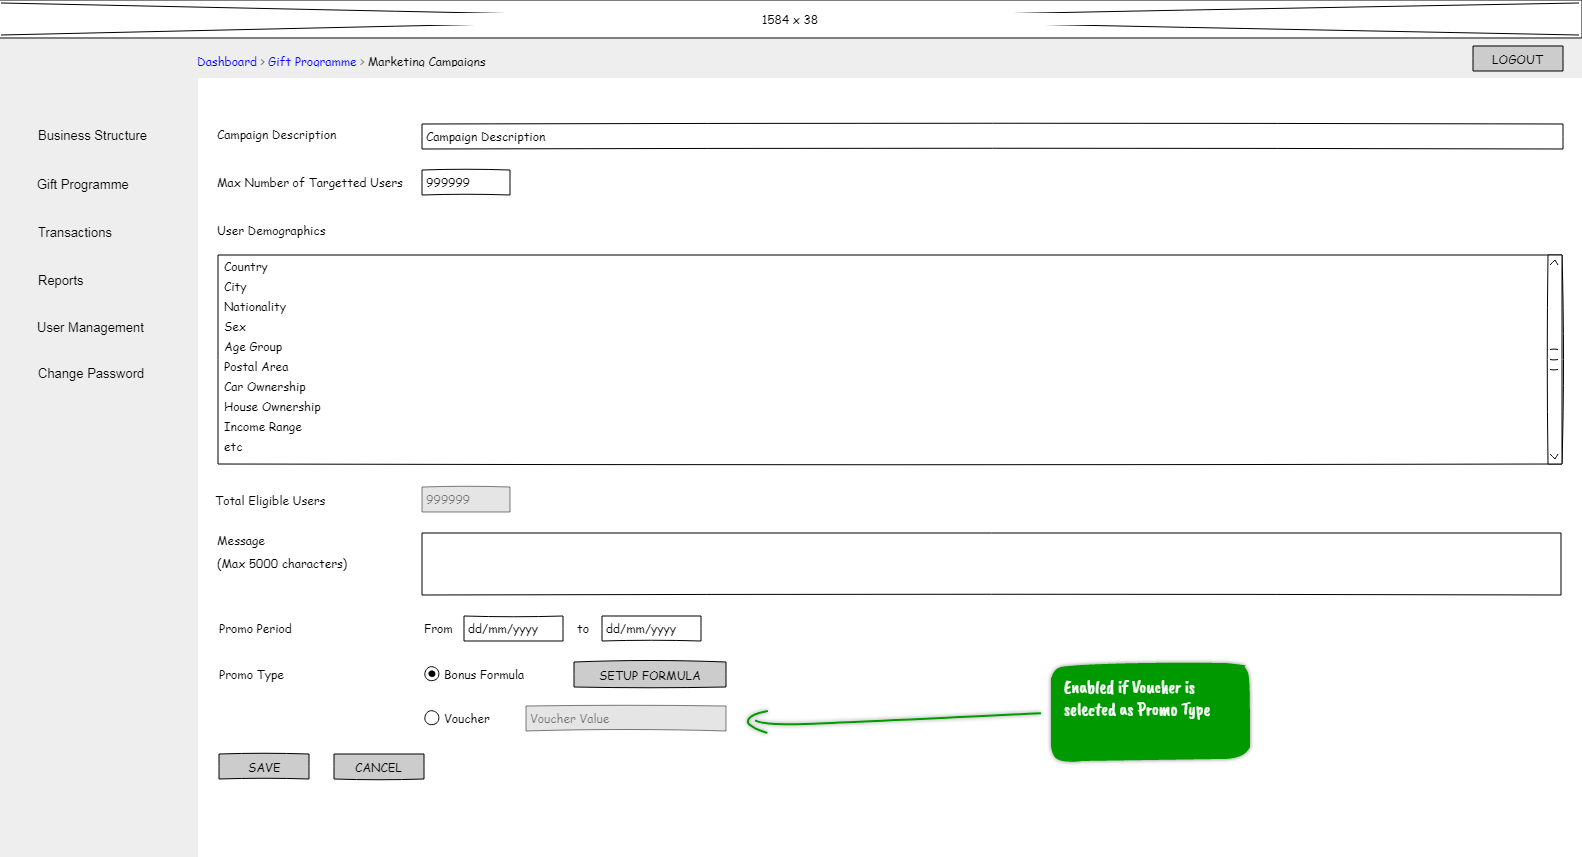 1584 x 38
Dashboard > Gift Programme > Marketing Campaigns
LOGOUT
Business Structure
Gift Programme
Transactions
Reports
User Management
Change Password
Campaign Description
Campaign Description
Max Number of Targetted Users
999999
User Demographics
Country
City
Nationality
Sex
Age Group
Postal Area
Car Ownership
House Ownership
Income Range
etc
Total Eligible Users
999999
Message
(Max 5000 characters)
Promo Period
From
dd/mm/yyyy
to
dd/mm/yyyy
Promo Type
Bonus Formula
SETUP FORMULA
Voucher
Voucher Value
Enabled if Voucher is
selected as Promo Type
SAVE
CANCEL